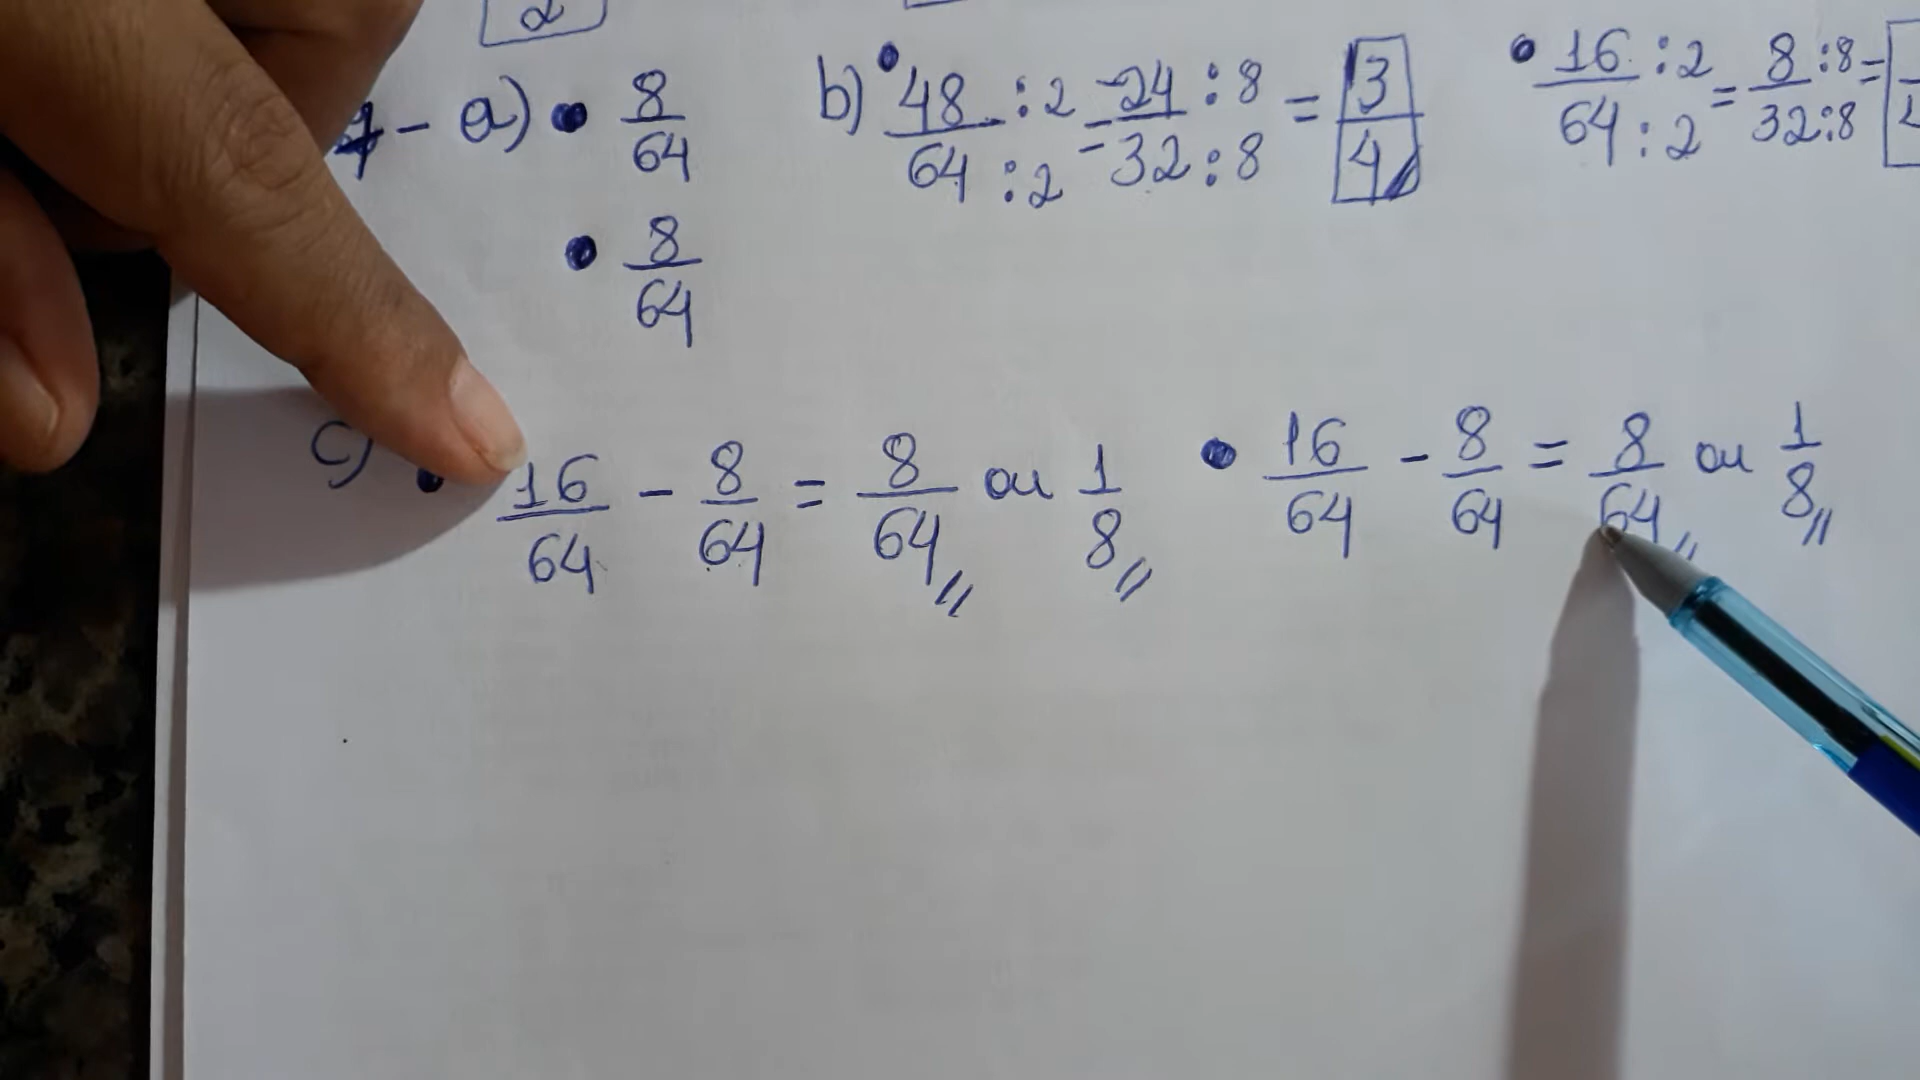 2
7 - a) • 8/64 b) • 48/64 :2/:2 = 24/32 :8/:8 = 3/4 • 16/64 :2/:2 = 8/32 :8/:8 =
• 8/64
c) • 16/64 - 8/64 = 8/64 ou 1/8 • 16/64 - 8/64 = 8/64 ou 1/8